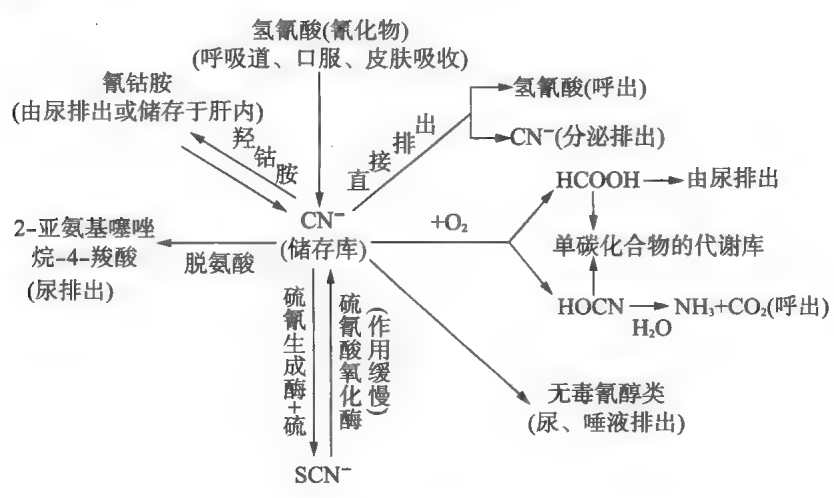 氢氰酸(氰化物)
(呼吸道、口服、皮肤吸收)
氰钴胺
(由尿排出或储存于肝内)
羟钴胺
直接排出
氢氰酸(呼出)
CN⁻(分泌排出)
CN⁻
(储存库)
+O₂
HCOOH
由尿排出
单碳化合物的代谢库
HOCN
H₂O
NH₃+CO₂(呼出)
2-亚氨基噻唑
烷-4-羧酸
(尿排出)
脱氨酸
硫氰生成酶+硫
硫氰酸氧化酶
(作用缓慢)
无毒氰醇类
(尿、唾液排出)
SCN⁻